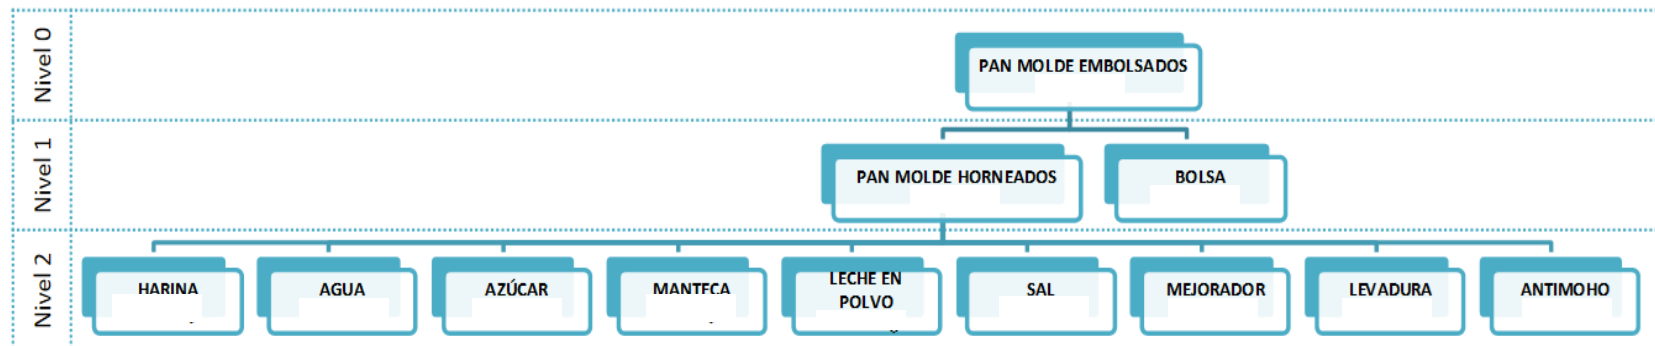 Nivel 0
PAN MOLDE EMBOLSADOS
Nivel 1
PAN MOLDE HORNEADOS
BOLSA
Nivel 2
HARINA
AGUA
AZÚCAR
MANTECA
LECHE EN
POLVO
SAL
MEJORADOR
LEVADURA
ANTIMOHO